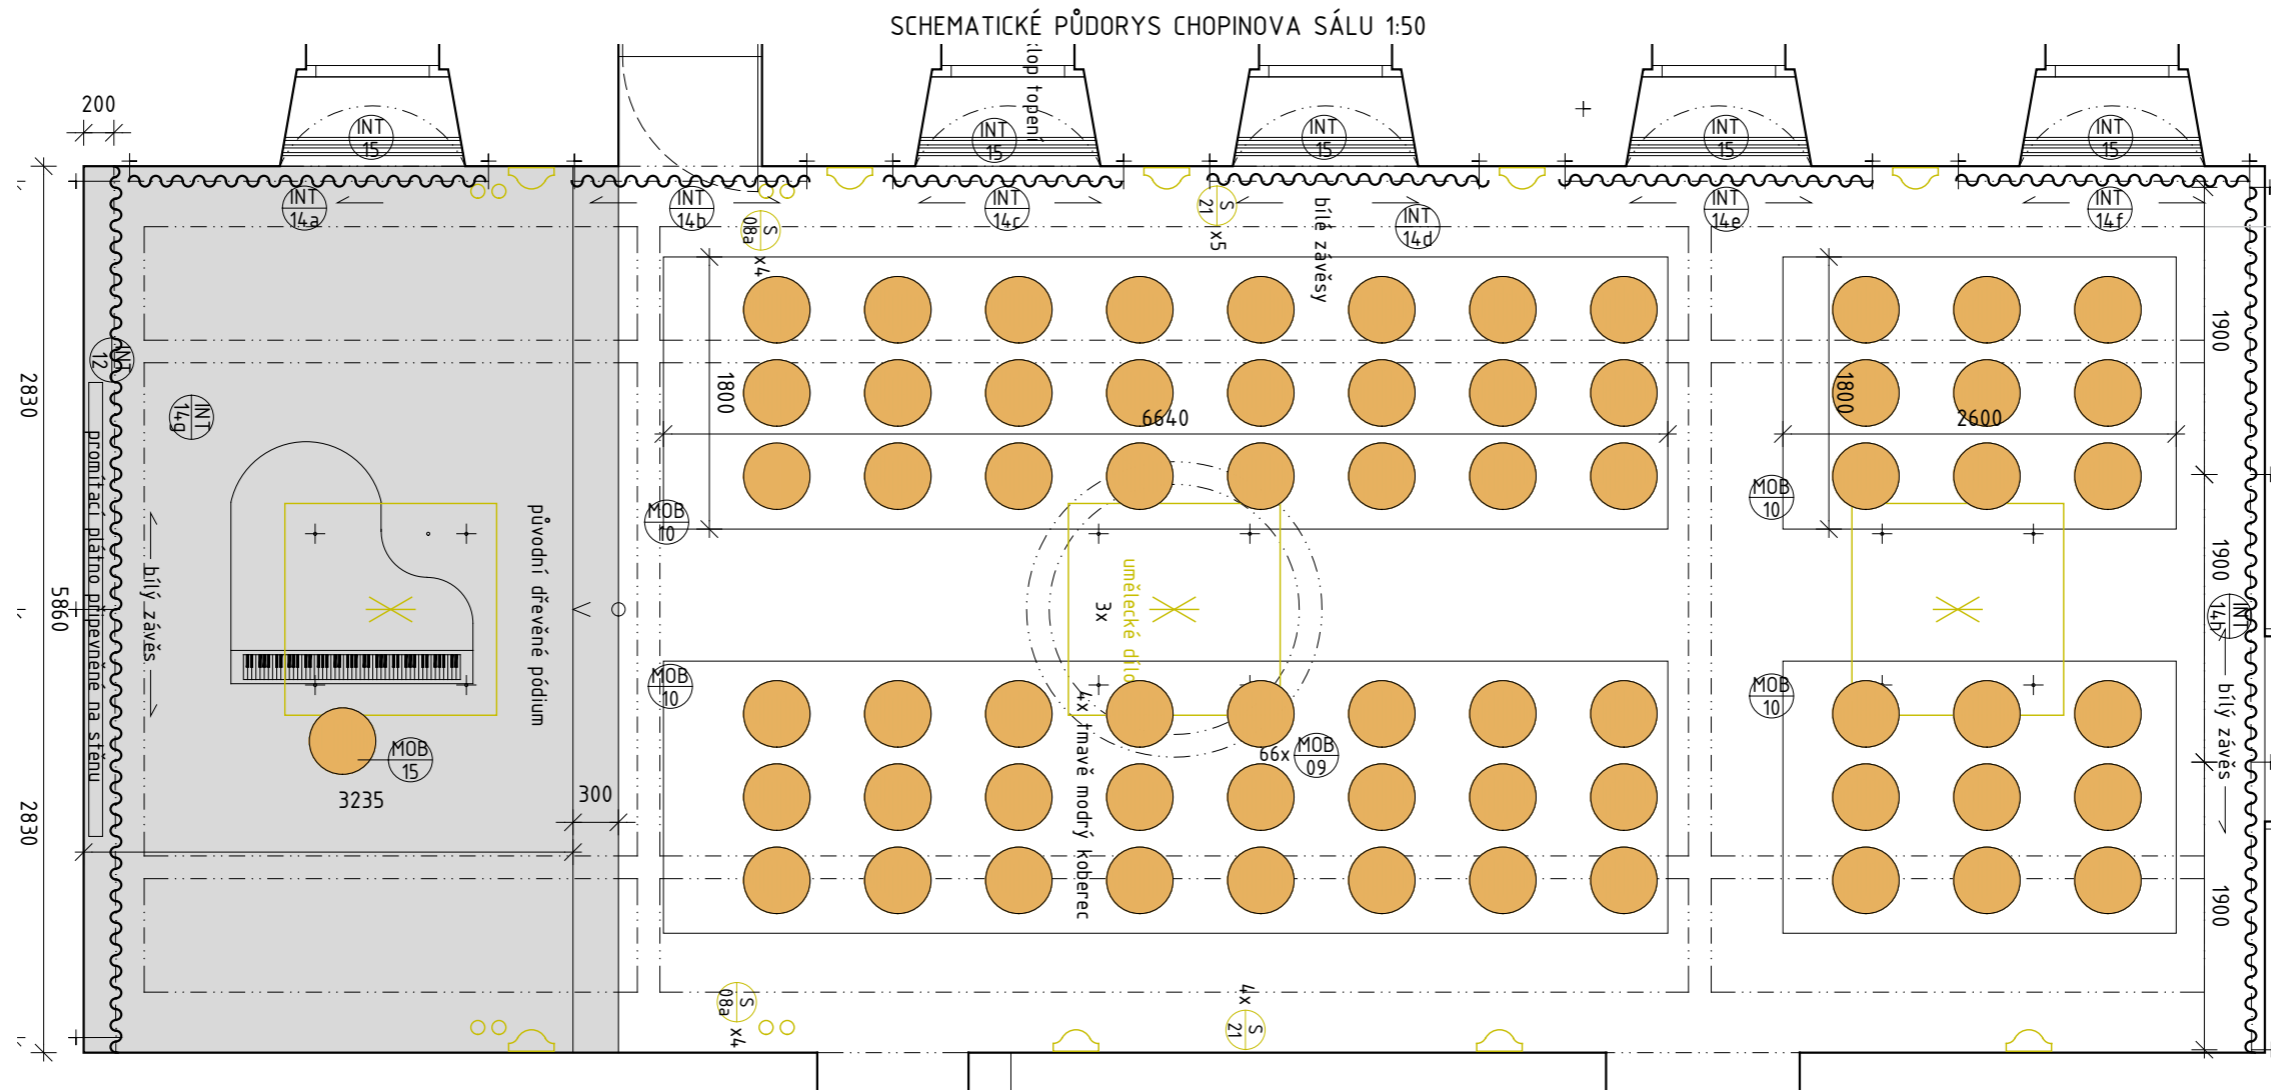 SCHEMATICKÉ PŮDORYS CHOPINOVA SÁLU 1:50
200
INT
15
klop topení
INT
15
INT
15
INT
15
INT
15
INT
14a
INT
14b
INT
14c
INT
14d
INT
14e
INT
14f
S
08a
x4
S
21
x5
bílé závěsy
INT
12
INT
14g
promítací plátno připevněné na stěnu
bílý závěs
původní dřevěné pódium
2830
5860
2830
1800
6640
1800
2600
1900
1900
1900
MOB
10
MOB
10
MOB
10
MOB
10
3x
umělecké dílo
4x tmavě modrý koberec
66x
MOB
09
MOB
15
3235
300
INT
14h
bílý závěs
S
08a
x4
4x
S
21